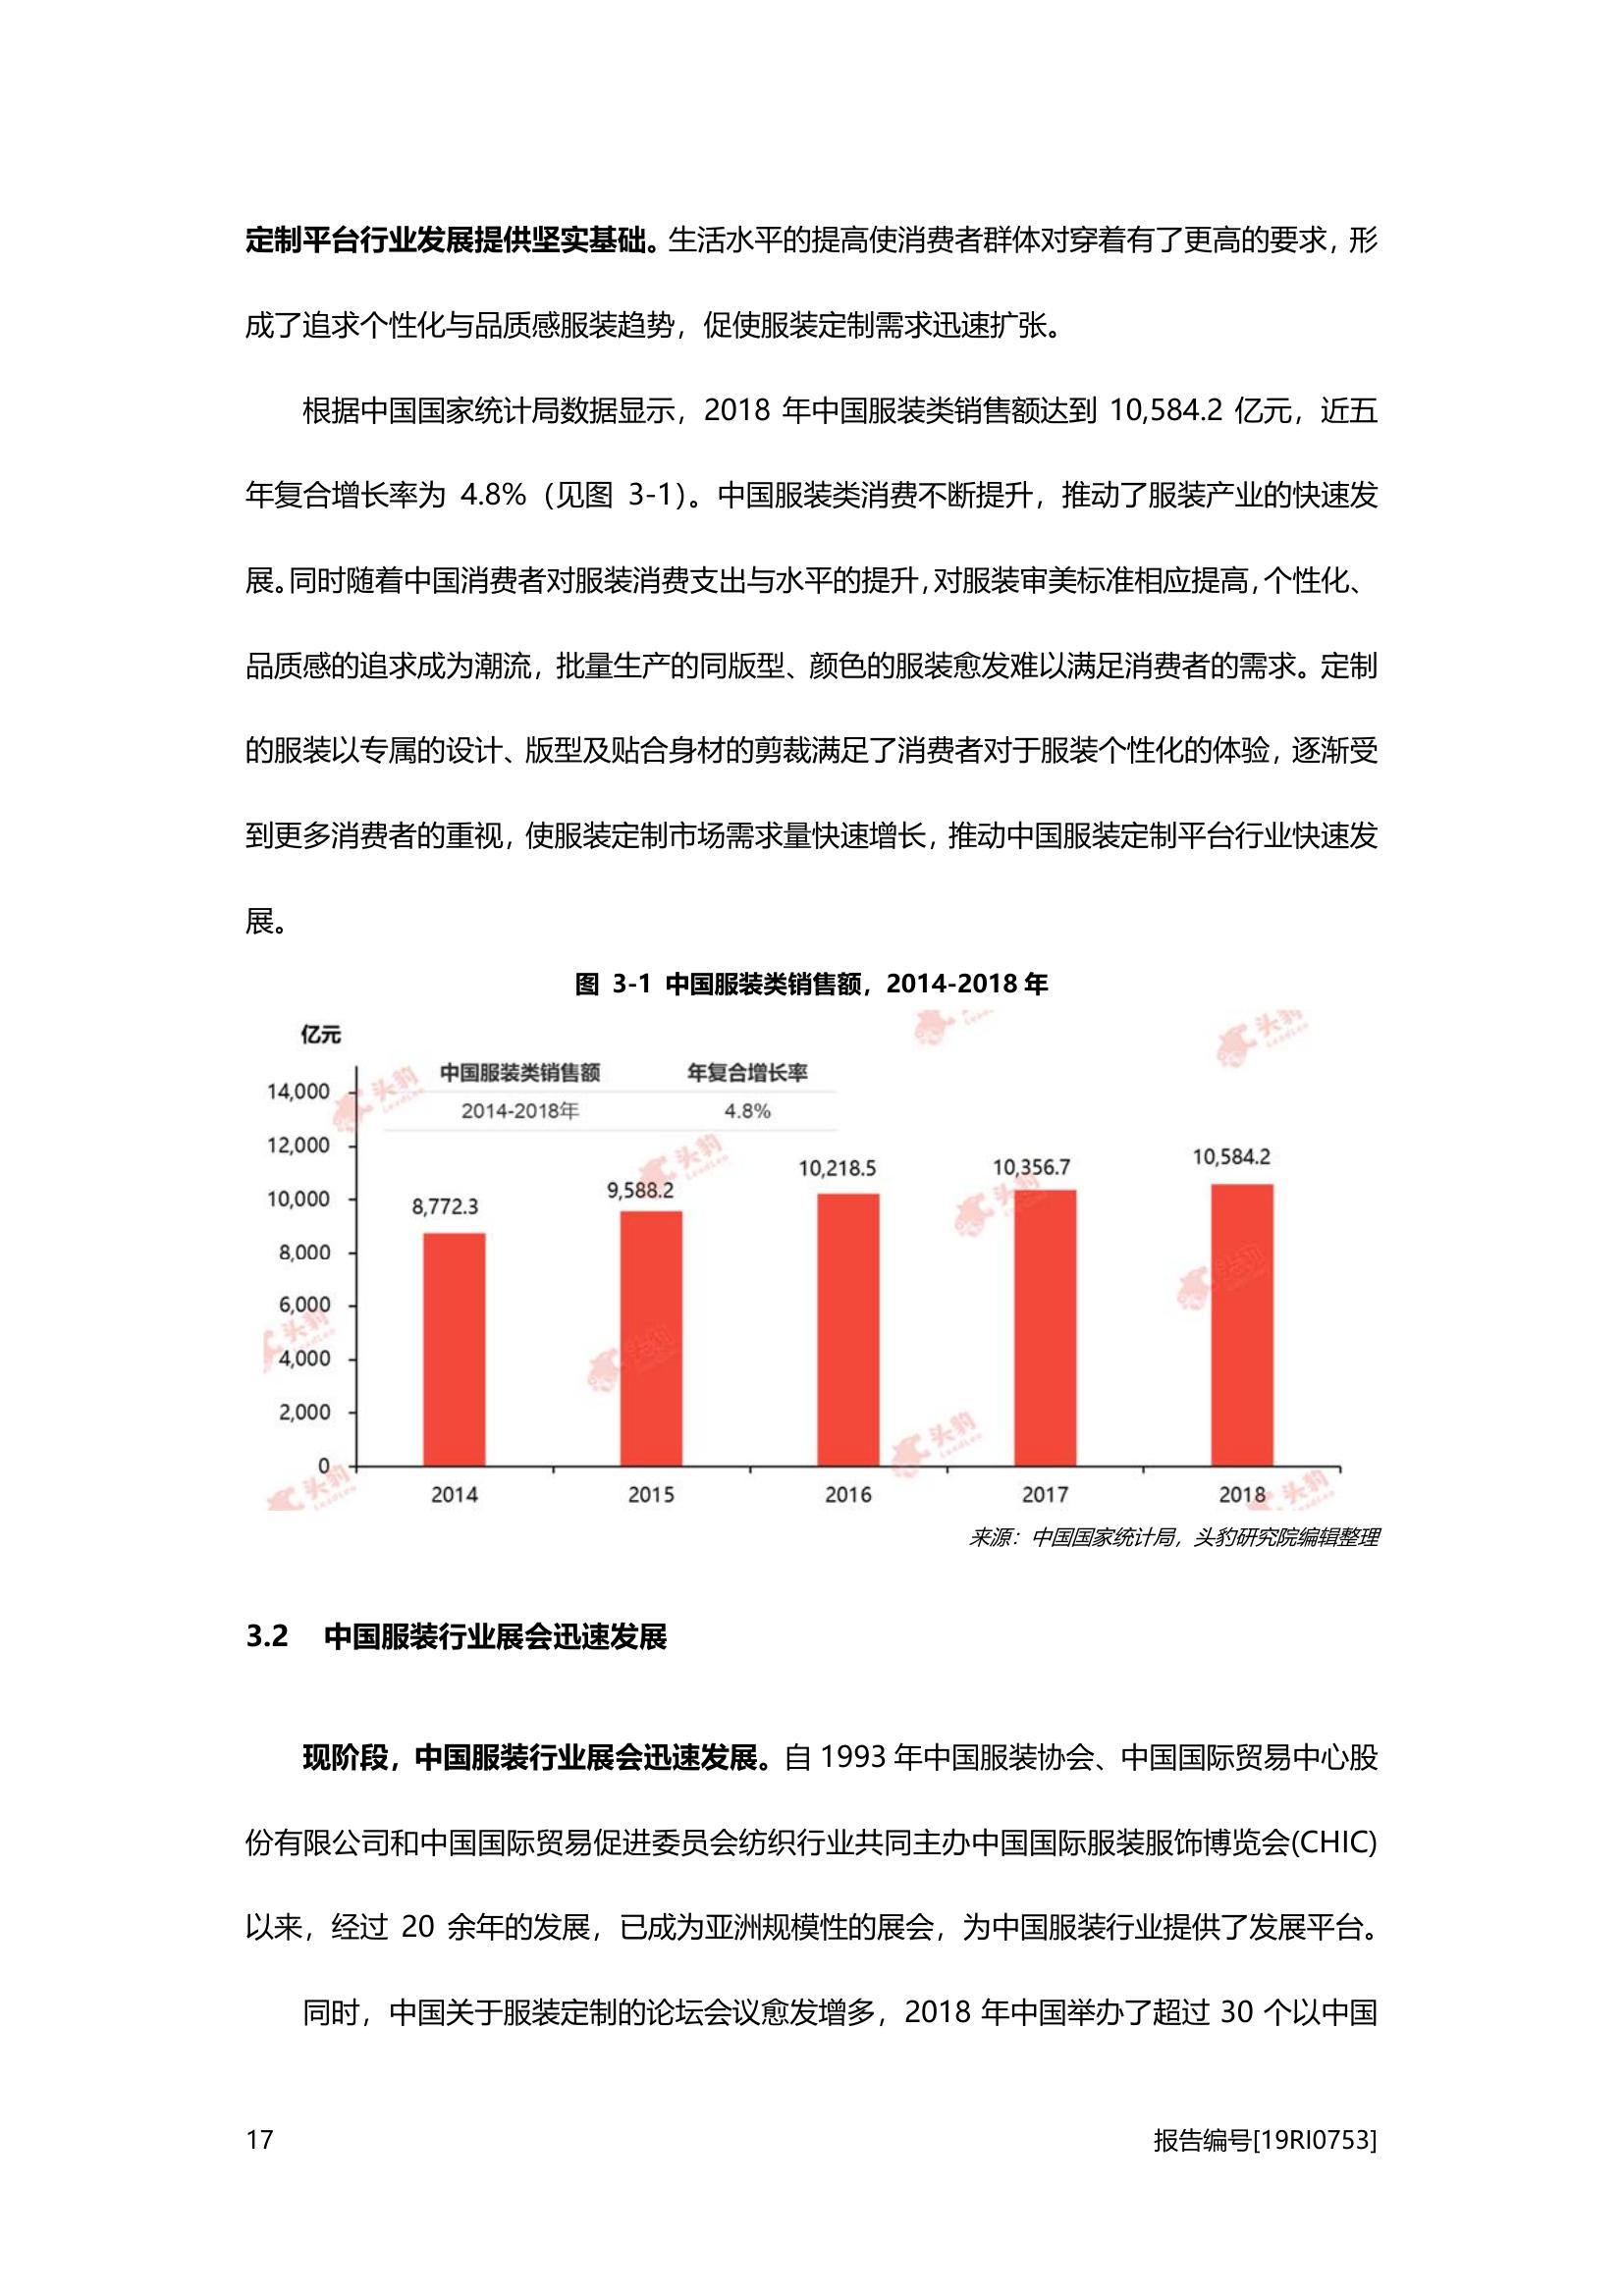 定制平台行业发展提供坚实基础。生活水平的提高使消费者群体对穿着有了更高的要求，形
成了追求个性化与品质感服装趋势，促使服装定制需求迅速扩张。
根据中国国家统计局数据显示，2018 年中国服装类销售额达到 10,584.2 亿元，近五
年复合增长率为 4.8%（见图 3-1）。中国服装类消费不断提升，推动了服装产业的快速发
展。同时随着中国消费者对服装消费支出与水平的提升，对服装审美标准相应提高，个性化、
品质感的追求成为潮流，批量生产的同版型、颜色的服装愈发难以满足消费者的需求。定制
的服装以专属的设计、版型及贴合身材的剪裁满足了消费者对于服装个性化的体验，逐渐受
到更多消费者的重视，使服装定制市场需求量快速增长，推动中国服装定制平台行业快速发
展。
图 3-1 中国服装类销售额，2014-2018 年
亿元
中国服装类销售额 年复合增长率
2014-2018年 4.8%
14,000
12,000
10,000
8,000
6,000
4,000
2,000
0
8,772.3
9,588.2
10,218.5
10,356.7
10,584.2
2014 2015 2016 2017 2018
头豹
LeadLeo
来源：中国国家统计局，头豹研究院编辑整理
3.2 中国服装行业展会迅速发展
现阶段，中国服装行业展会迅速发展。自 1993 年中国服装协会、中国国际贸易中心股
份有限公司和中国国际贸易促进委员会纺织行业共同主办中国国际服装服饰博览会(CHIC)
以来，经过 20 余年的发展，已成为亚洲规模性的展会，为中国服装行业提供了发展平台。
同时，中国关于服装定制的论坛会议愈发增多，2018 年中国举办了超过 30 个以中国
17
报告编号[19RI0753]